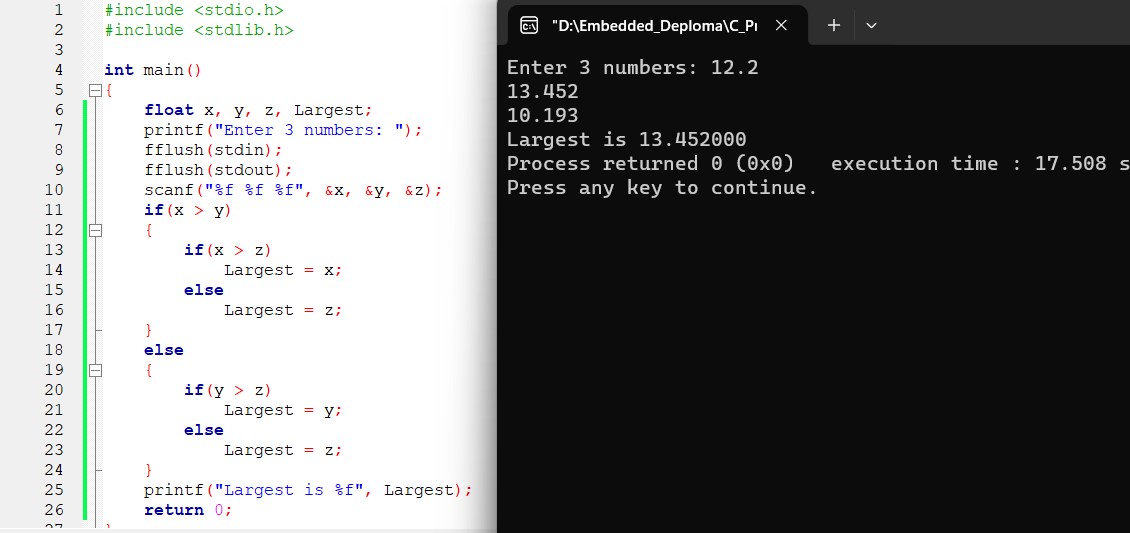 1 #include <stdio.h>
2 #include <stdlib.h>
3
4 int main()
5 {
6 float x, y, z, Largest;
7 printf("Enter 3 numbers: ");
8 fflush(stdin);
9 fflush(stdout);
10 scanf("%f %f %f", &x, &y, &z);
11 if(x > y)
12 {
13 if(x > z)
14 Largest = x;
15 else
16 Largest = z;
17 }
18 else
19 {
20 if(y > z)
21 Largest = y;
22 else
23 Largest = z;
24 }
25 printf("Largest is %f", Largest);
26 return 0;
"D:\Embedded_Deploma\C_P
Enter 3 numbers: 12.2
13.452
10.193
Largest is 13.452000
Process returned 0 (0x0) execution time : 17.508 s
Press any key to continue.